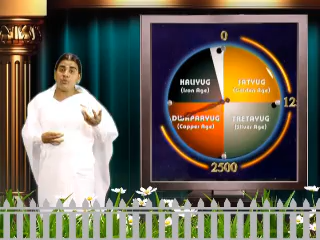 0
KALIYUG
(Iron Age)
SATYUG
(Golden Age)
12
DWAPARYUG
(Copper Age)
TRETAYUG
(Silver Age)
2500